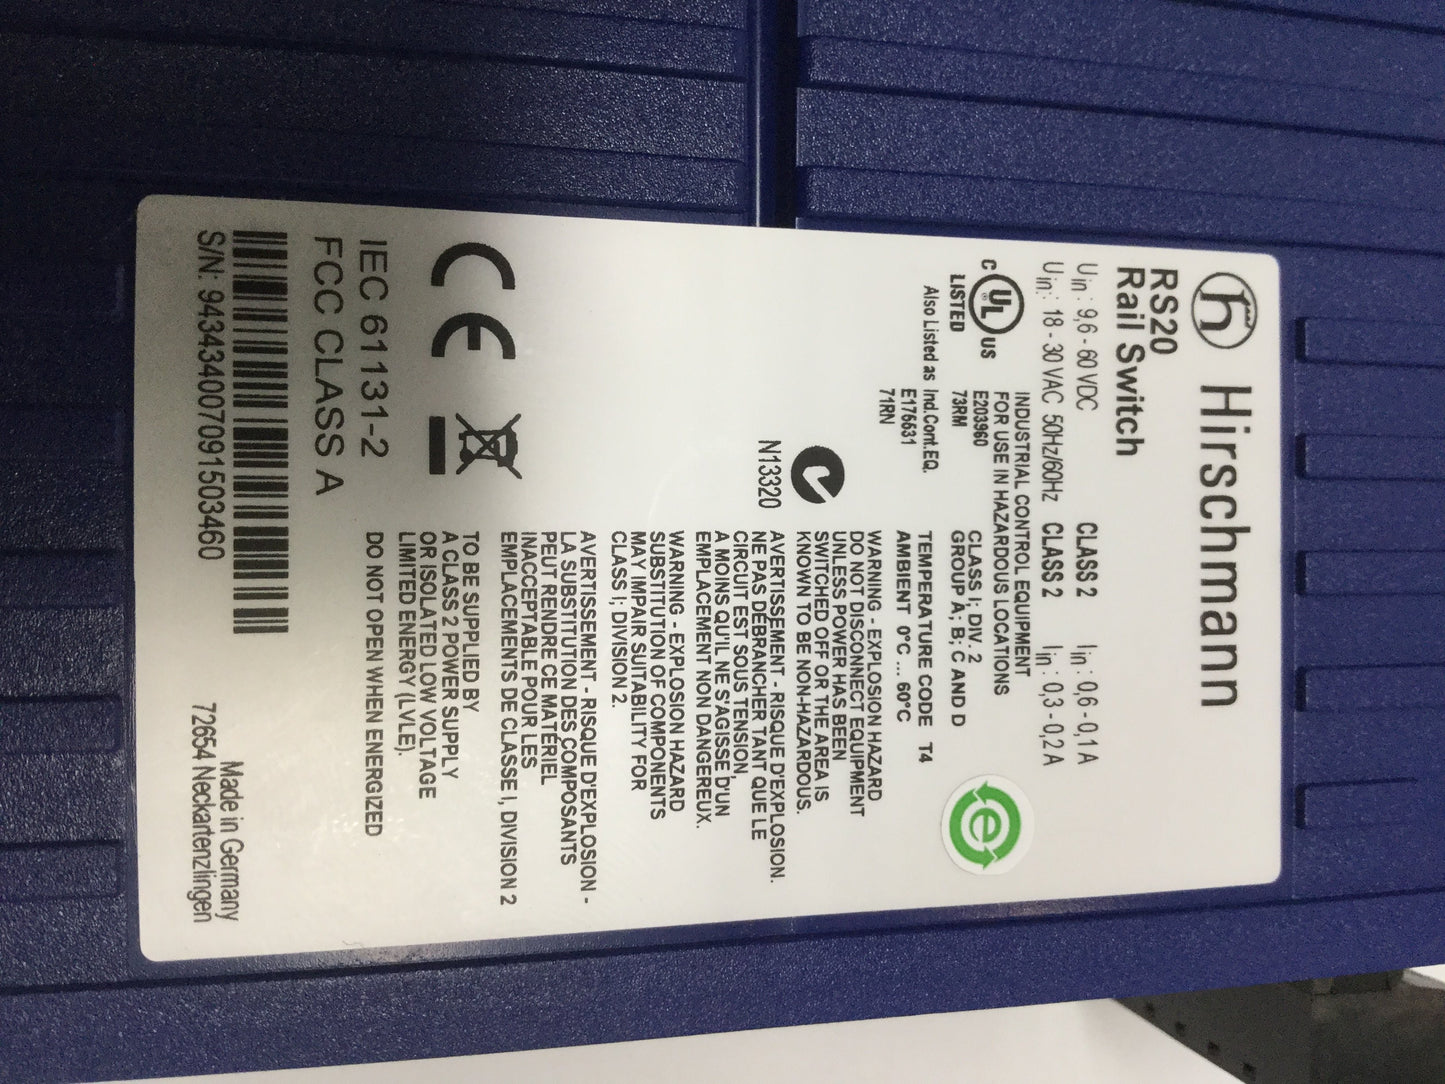 Hirschmann
RS20
Rail Switch
Uin : 9,6 - 60 VDC CLASS 2 Iin : 0,6 - 0,1 A
Uin : 18 - 30 VAC 50Hz/60Hz CLASS 2 Iin : 0,3 - 0,2 A
C UL ® US
LISTED
INDUSTRIAL CONTROL EQUIPMENT
FOR USE IN HAZARDOUS LOCATIONS
E203960
73RM
CLASS I; DIV. 2
GROUP A; B; C AND D
e
Also Listed as Ind.Cont.EQ.
E176631
71RN
TEMPERATURE CODE T4
AMBIENT 0°C ... 60°C
WARNING - EXPLOSION HAZARD
DO NOT DISCONNECT EQUIPMENT
UNLESS POWER HAS BEEN
SWITCHED OFF OR THE AREA IS
KNOWN TO BE NON-HAZARDOUS.
N13320
AVERTISSEMENT - RISQUE D'EXPLOSION.
NE PAS DÉBRANCHER TANT QUE LE
CIRCUIT EST SOUS TENSION,
A MOINS QU'IL NE S'AGISSE D'UN
EMPLACEMENT NON DANGEREUX.
WARNING - EXPLOSION HAZARD
SUBSTITUTION OF COMPONENTS
MAY IMPAIR SUITABILITY FOR
CLASS I; DIVISION 2.
AVERTISSEMENT - RISQUE D'EXPLOSION -
LA SUBSTITUTION DES COMPOSANTS
PEUT RENDRE CE MATÉRIEL
INACCEPTABLE POUR LES
EMPLACEMENTS DE CLASSE I, DIVISION 2
CE
TO BE SUPPLIED BY
A CLASS 2 POWER SUPPLY
OR ISOLATED LOW VOLTAGE
LIMITED ENERGY (LVLE).
DO NOT OPEN WHEN ENERGIZED
IEC 61131-2
FCC CLASS A
S/N: 943434007091503460
Made in Germany
72654 Neckartenzlingen